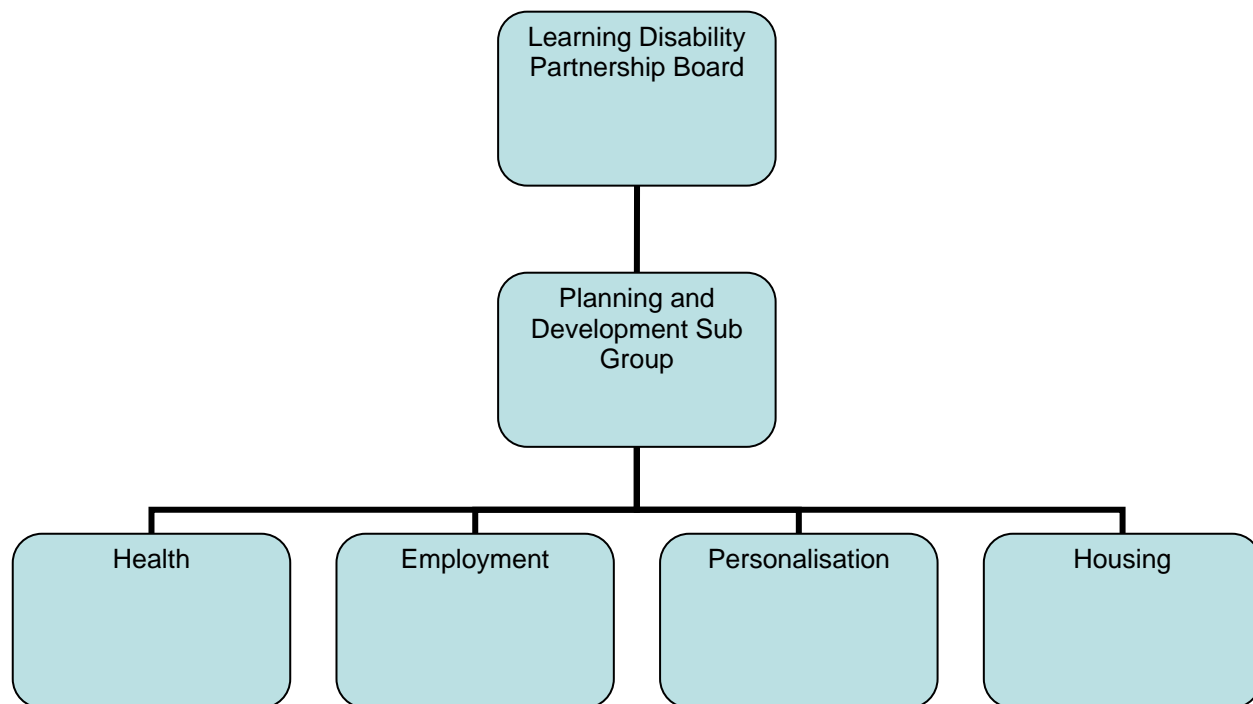 Learning Disability
Partnership Board
Planning and
Development Sub
Group
Health
Employment
Personalisation
Housing